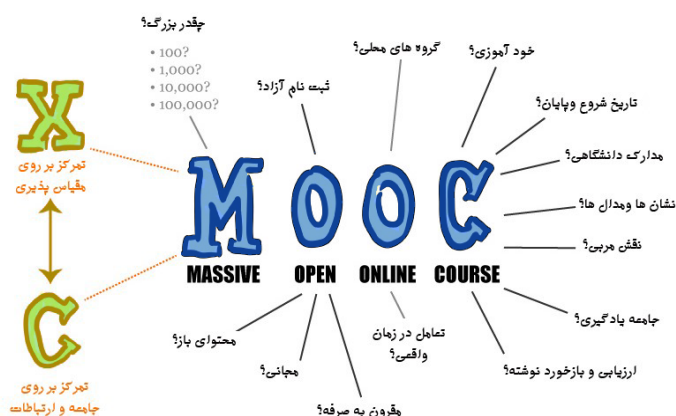 چقدر بزرگ؟
• 100?
• 1,000?
• 10,000?
• 100,000?
ثبت نام آزاد؟
گروه های محلی؟
خود آموزی؟
تاریخ شروع وپایان؟
مدارک دانشگاهی؟
نشان ها ومدال ها؟
نقش مربی؟
جامعه یادگیری؟
ارزیابی و بازخورد نوشته؟
X
تمرکز بر روی
مقیاس پذیری
C
تمرکز بر روی
جامعه و ارتباطات
MOOC
MASSIVE OPEN ONLINE COURSE
محتوای باز؟
مجانی؟
مقرون به صرفه؟
تعامل در زمان
واقعی؟